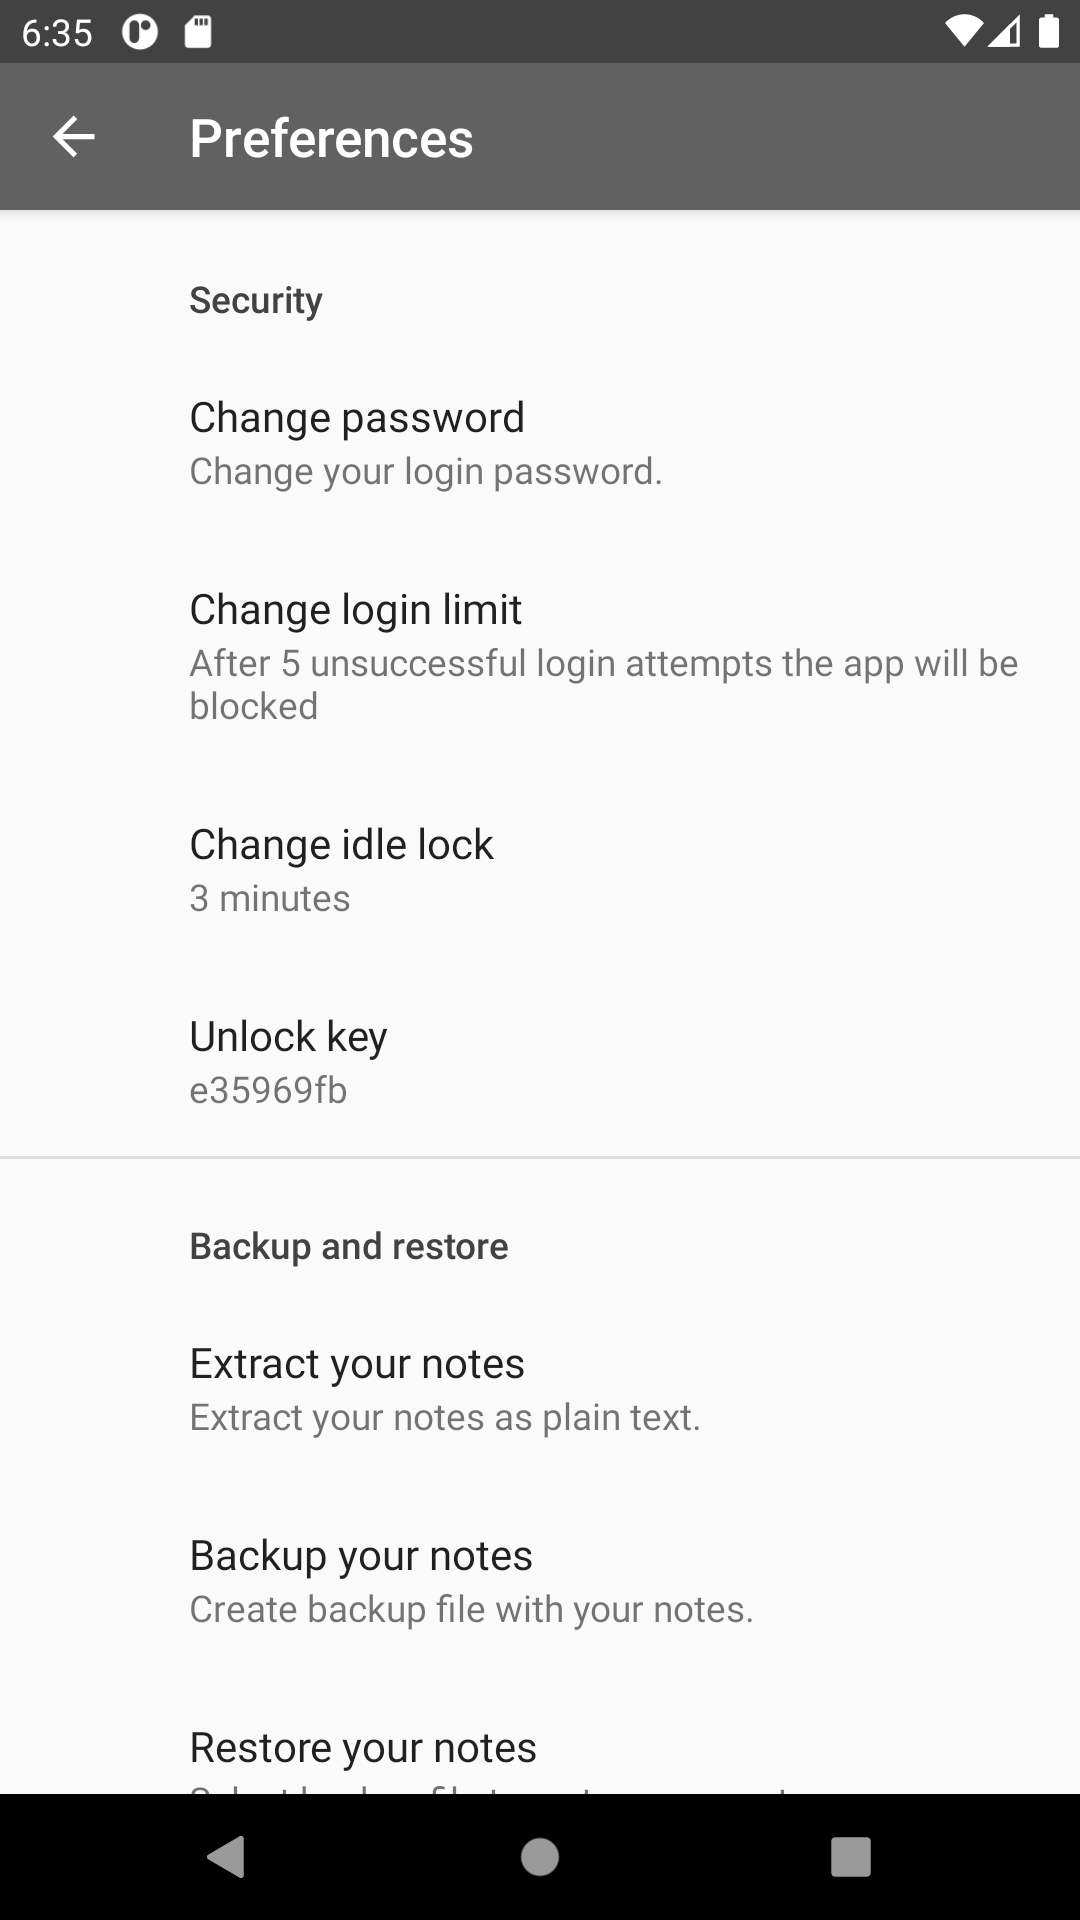 6:35
Preferences
Security
Change password
Change your login password.
Change login limit
After 5 unsuccessful login attempts the app will be
blocked
Change idle lock
3 minutes
Unlock key
e35969fb
Backup and restore
Extract your notes
Extract your notes as plain text.
Backup your notes
Create backup file with your notes.
Restore your notes